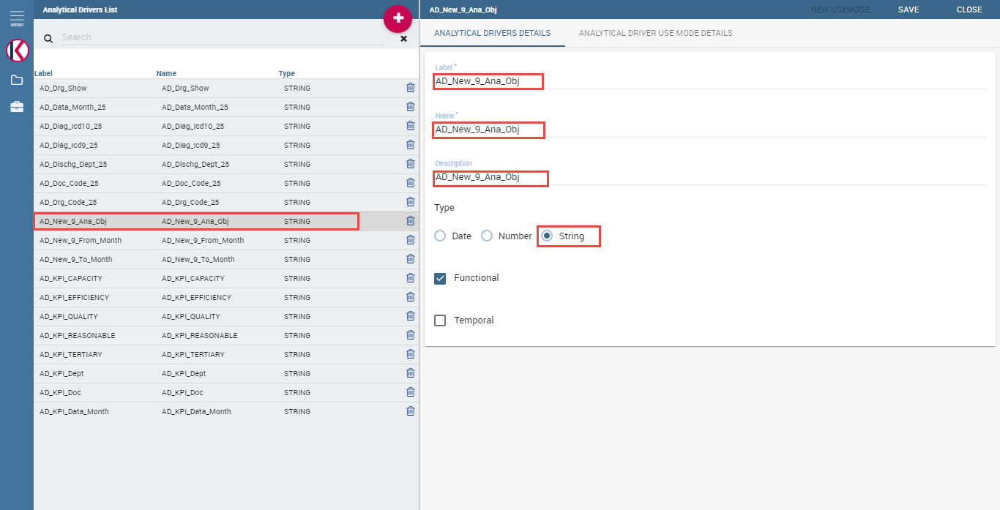 MENU
Analytical Drivers List
Search
Label Name Type
AD_Drg_Show AD_Drg_Show STRING
AD_Data_Month_25 AD_Data_Month_25 STRING
AD_Diag_Icd10_25 AD_Diag_Icd10_25 STRING
AD_Diag_Icd9_25 AD_Diag_Icd9_25 STRING
AD_Dischg_Dept_25 AD_Dischg_Dept_25 STRING
AD_Doc_Code_25 AD_Doc_Code_25 STRING
AD_Drg_Code_25 AD_Drg_Code_25 STRING
AD_New_9_Ana_Obj AD_New_9_Ana_Obj STRING
AD_New_9_From_Month AD_New_9_From_Month STRING
AD_New_9_To_Month AD_New_9_To_Month STRING
AD_KPI_CAPACITY AD_KPI_CAPACITY STRING
AD_KPI_EFFICIENCY AD_KPI_EFFICIENCY STRING
AD_KPI_QUALITY AD_KPI_QUALITY STRING
AD_KPI_REASONABLE AD_KPI_REASONABLE STRING
AD_KPI_TERTIARY AD_KPI_TERTIARY STRING
AD_KPI_Dept AD_KPI_Dept STRING
AD_KPI_Doc AD_KPI_Doc STRING
AD_KPI_Data_Month AD_KPI_Data_Month STRING
AD_New_9_Ana_Obj NEW USEMODE SAVE CLOSE
ANALYTICAL DRIVERS DETAILS ANALYTICAL DRIVER USE MODE DETAILS
Label *
AD_New_9_Ana_Obj
Name *
AD_New_9_Ana_Obj
Description
AD_New_9_Ana_Obj
Type
Date Number String
Functional
Temporal